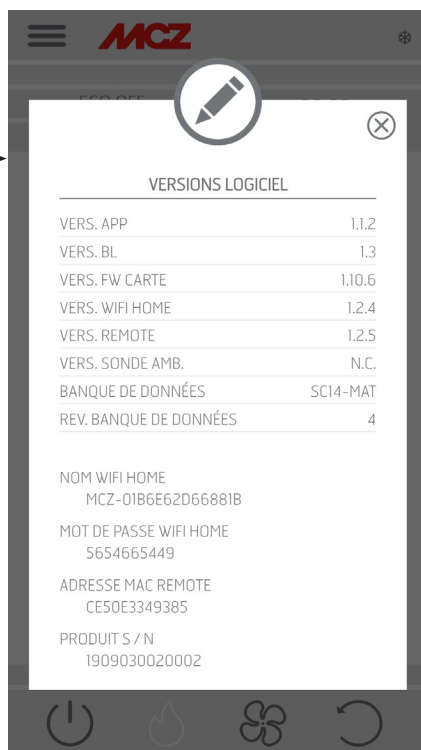 MCZ
VERSIONS LOGICIEL
VERS. APP 1.1.2
VERS. BL 1.3
VERS. FW CARTE 1.10.6
VERS. WIFI HOME 1.2.4
VERS. REMOTE 1.2.5
VERS. SONDE AMB. N.C.
BANQUE DE DONNÉES SC14-MAT
REV. BANQUE DE DONNÉES 4
NOM WIFI HOME
MCZ-01B6E62D66881B
MOT DE PASSE WIFI HOME
5654665449
ADRESSE MAC REMOTE
CE50E3349385
PRODUIT S / N
1909030020002